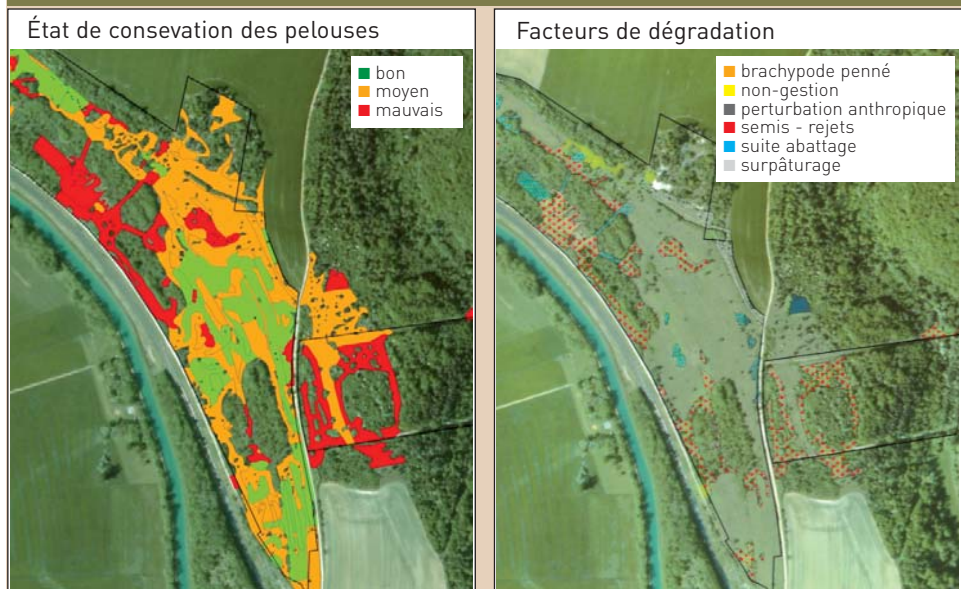 État de consevation des pelouses
bon
moyen
mauvais
Facteurs de dégradation
brachypode penné
non-gestion
perturbation anthropique
semis - rejets
suite abattage
surpâturage